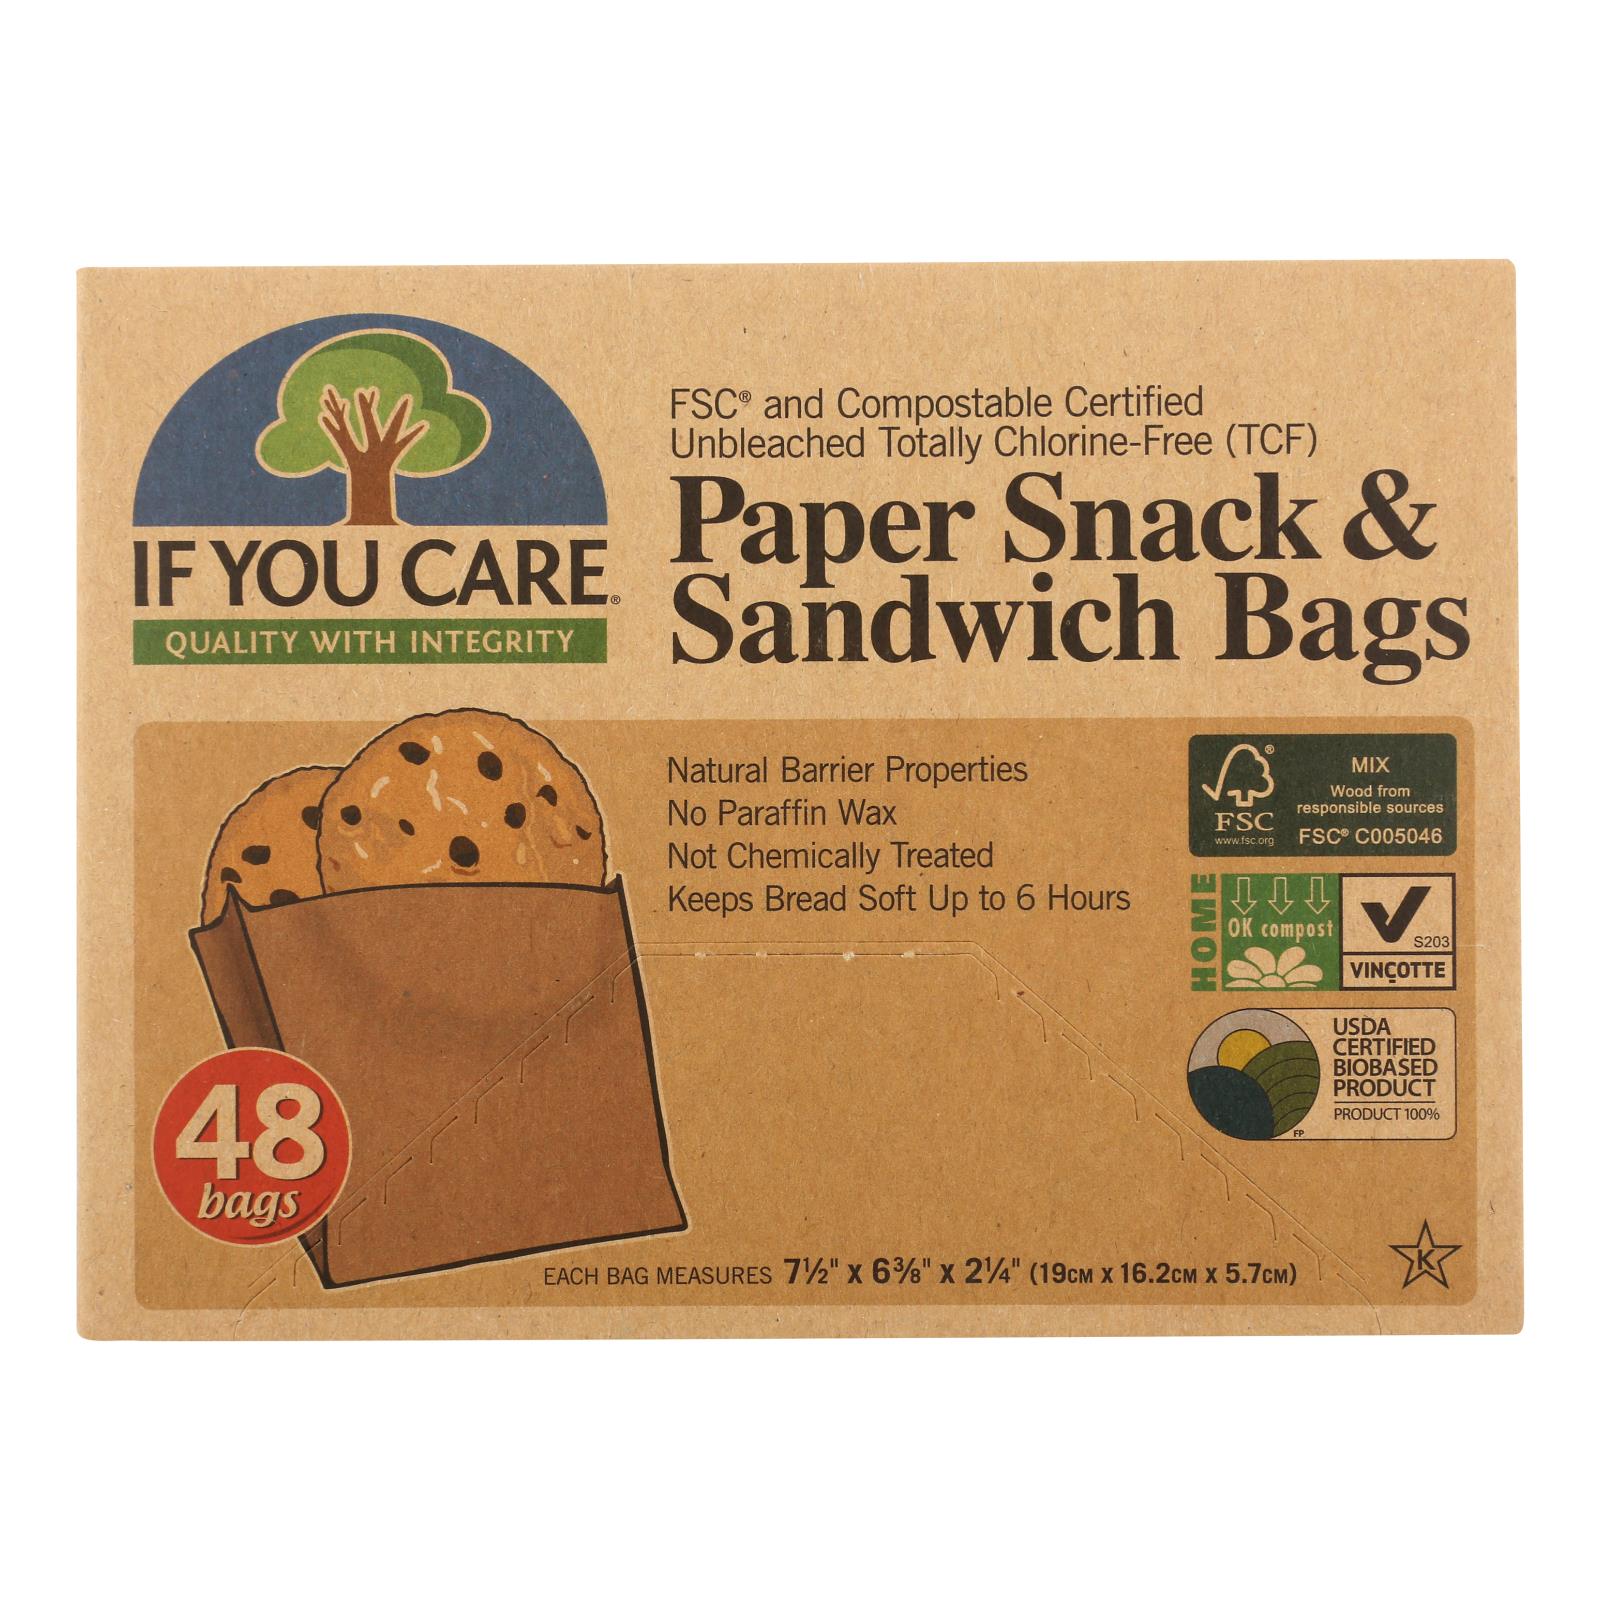 FSC® and Compostable Certified
Unbleached Totally Chlorine-Free (TCF)
Paper Snack &
Sandwich Bags
IF YOU CARE®
QUALITY WITH INTEGRITY
Natural Barrier Properties
No Paraffin Wax
Not Chemically Treated
Keeps Bread Soft Up to 6 Hours
®
FSC
www.fsc.org
MIX
Wood from
responsible sources
FSC® C005046
HOME
OK compost
S203
VINÇOTTE
USDA
CERTIFIED
BIOBASED
PRODUCT
PRODUCT 100%
FP
48
bags
EACH BAG MEASURES 7½" x 6⅜" x 2¼" (19CM X 16.2CM X 5.7CM)
K